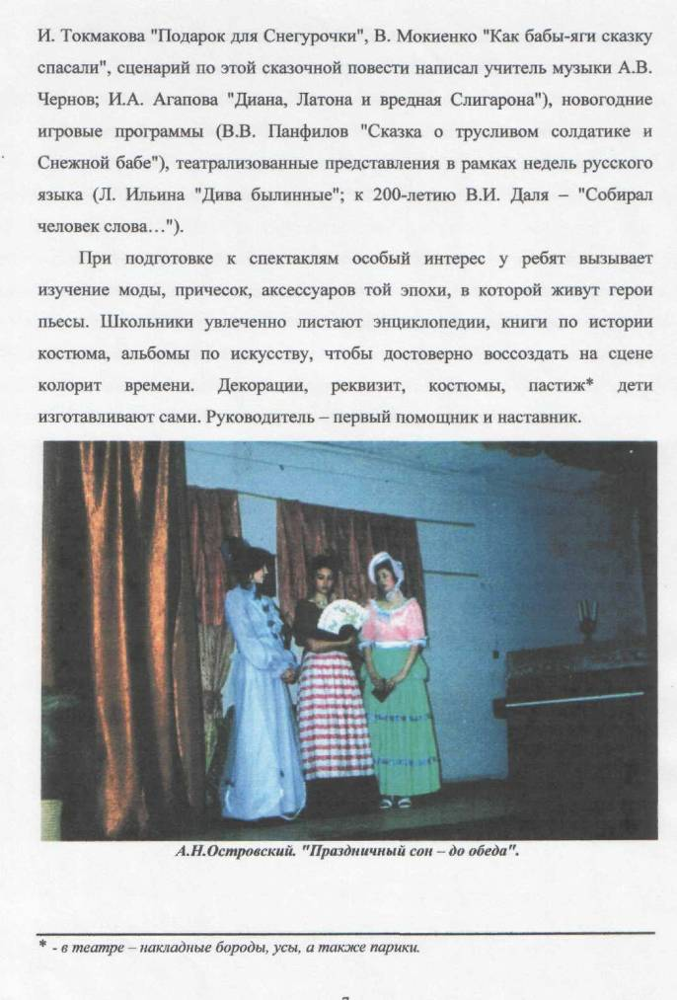 И. Токмакова "Подарок для Снегурочки", В. Мокиенко "Как бабы-яги сказку
спасали", сценарий по этой сказочной повести написал учитель музыки А.В.
Чернов; И.А. Агапова "Диана, Латона и вредная Слигарона"), новогодние
игровые программы (В.В. Панфилов "Сказка о трусливом солдатике и
Снежной бабе"), театрализованные представления в рамках недель русского
языка (Л. Ильина "Дива былинные"; к 200-летию В.И. Даля – "Собирал
человек слова…").
При подготовке к спектаклям особый интерес у ребят вызывает
изучение моды, причесок, аксессуаров той эпохи, в которой живут герои
пьесы. Школьники увлеченно листают энциклопедии, книги по истории
костюма, альбомы по искусству, чтобы достоверно воссоздать на сцене
колорит времени. Декорации, реквизит, костюмы, пастиж* дети
изготавливают сами. Руководитель – первый помощник и наставник.
А.Н.Островский. "Праздничный сон – до обеда".
* - в театре – накладные бороды, усы, а также парики.